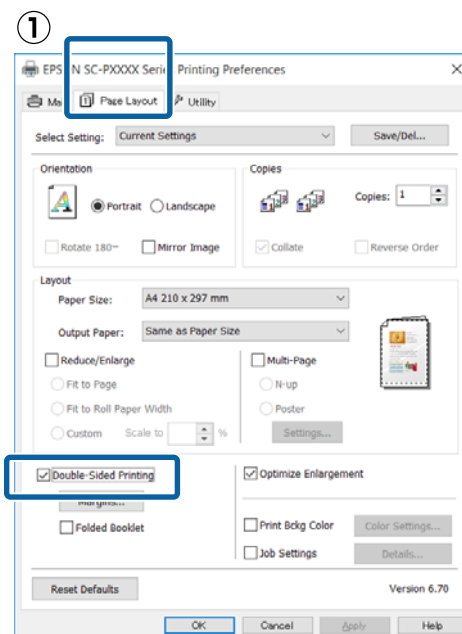 ①
EPSON SC-PXXXX Series Printing Preferences
Ma Page Layout Utility
Select Setting: Current Settings Save/Del...
Orientation Copies
Portrait Landscape Copies: 1
Rotate 180° Mirror Image Collate Reverse Order
Layout
Paper Size: A4 210 x 297 mm
Output Paper: Same as Paper Size
Reduce/Enlarge Multi-Page
Fit to Page N-up
Fit to Roll Paper Width Poster
Custom Scale to % Settings...
Double-Sided Printing Optimize Enlargement
Margins...
Folded Booklet Print Bckg Color Color Settings...
Job Settings Details...
Reset Defaults Version 6.70
OK Cancel Apply Help